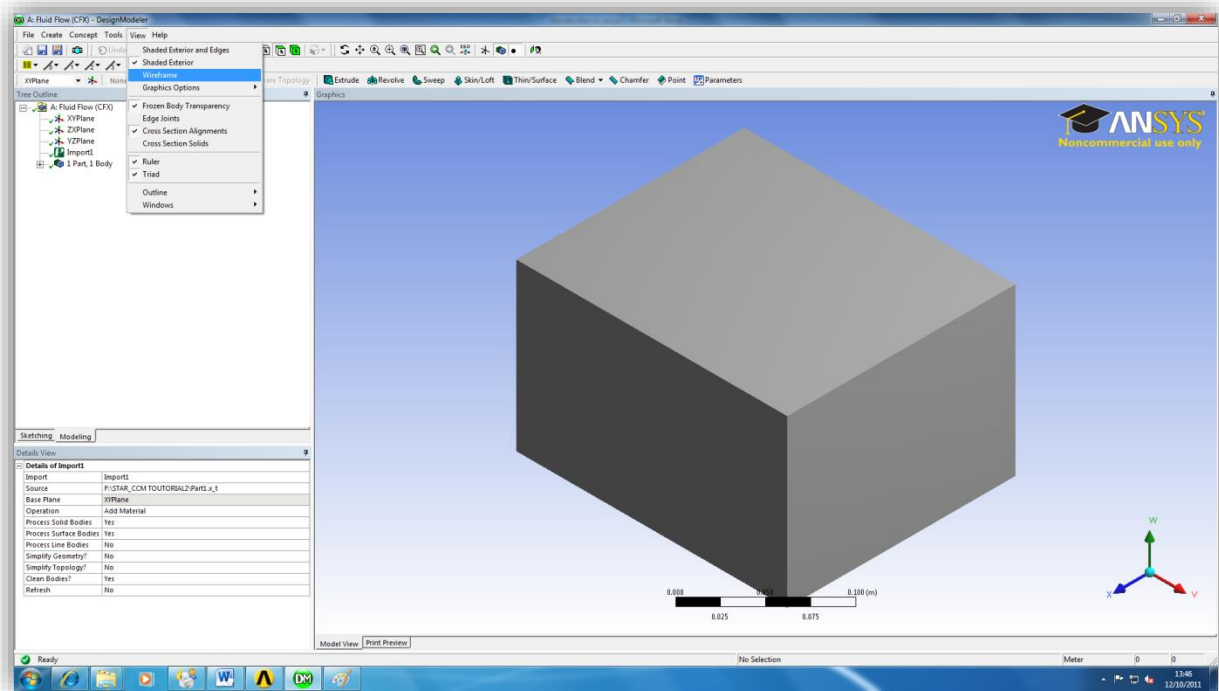 A: Fluid Flow (CFX) - DesignModeler
File Create Concept Tools View Help
Undo
XYPlane None
Extrude Revolve Sweep Skin/Loft Thin/Surface Blend Chamfer Point Parameters
Shaded Exterior and Edges
Shaded Exterior
Wireframe
Graphics Options
Frozen Body Transparency
Edge Joints
Cross Section Alignments
Cross Section Solids
Ruler
Triad
Outline
Windows
Tree Outline
A: Fluid Flow (CFX)
XYPlane
ZXPlane
YZPlane
Import1
1 Part, 1 Body
Sketching Modeling
Details View
Details of Import1
Import Import1
Source F:\STAR_CCM TOUTORIAL2\Part1.x_t
Base Plane XYPlane
Operation Add Material
Process Solid Bodies Yes
Process Surface Bodies Yes
Process Line Bodies No
Simplify Geometry? No
Simplify Topology? No
Clean Bodies? Yes
Refresh No
Graphics
ANSYS
Noncommercial use only
W
X V
0.000 0.050 0.100 (m)
0.025 0.075
Model View Print Preview
Ready No Selection Meter 0 0
W DM
13:46
12/10/2011